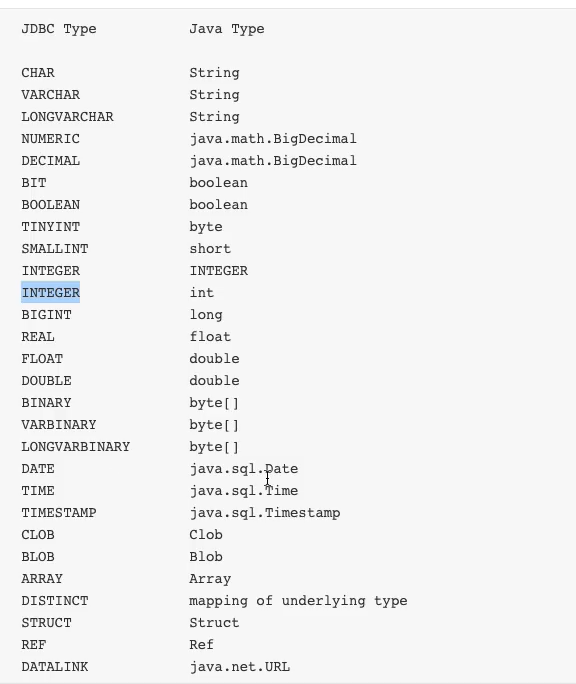 JDBC Type Java Type
CHAR String
VARCHAR String
LONGVARCHAR String
NUMERIC java.math.BigDecimal
DECIMAL java.math.BigDecimal
BIT boolean
BOOLEAN boolean
TINYINT byte
SMALLINT short
INTEGER INTEGER
INTEGER int
BIGINT long
REAL float
FLOAT double
DOUBLE double
BINARY byte[]
VARBINARY byte[]
LONGVARBINARY byte[]
DATE java.sql.Date
TIME java.sql.Time
TIMESTAMP java.sql.Timestamp
CLOB Clob
BLOB Blob
ARRAY Array
DISTINCT mapping of underlying type
STRUCT Struct
REF Ref
DATALINK java.net.URL